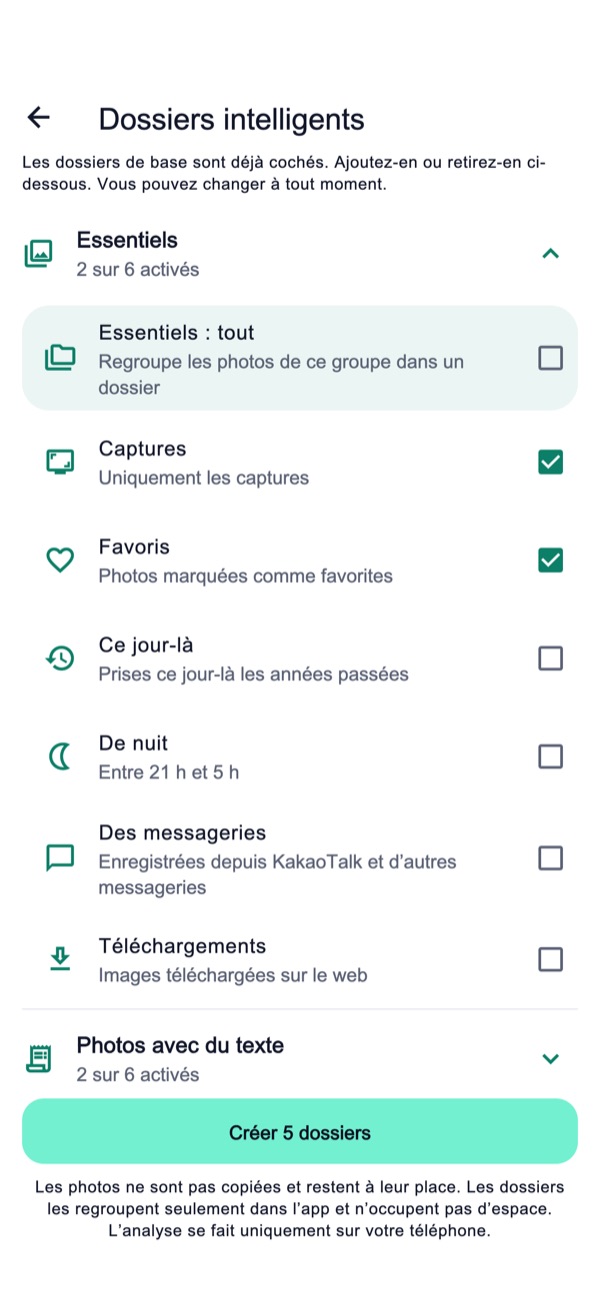 Dossiers intelligents
Les dossiers de base sont déjà cochés. Ajoutez-en ou retirez-en ci-
dessous. Vous pouvez changer à tout moment.
Essentiels
2 sur 6 activés
Essentiels : tout
Regroupe les photos de ce groupe dans un
dossier
Captures
Uniquement les captures
Favoris
Photos marquées comme favorites
Ce jour-là
Prises ce jour-là les années passées
De nuit
Entre 21 h et 5 h
Des messageries
Enregistrées depuis KakaoTalk et d’autres
messageries
Téléchargements
Images téléchargées sur le web
Photos avec du texte
2 sur 6 activés
Créer 5 dossiers
Les photos ne sont pas copiées et restent à leur place. Les dossiers
les regroupent seulement dans l’app et n’occupent pas d’espace.
L’analyse se fait uniquement sur votre téléphone.